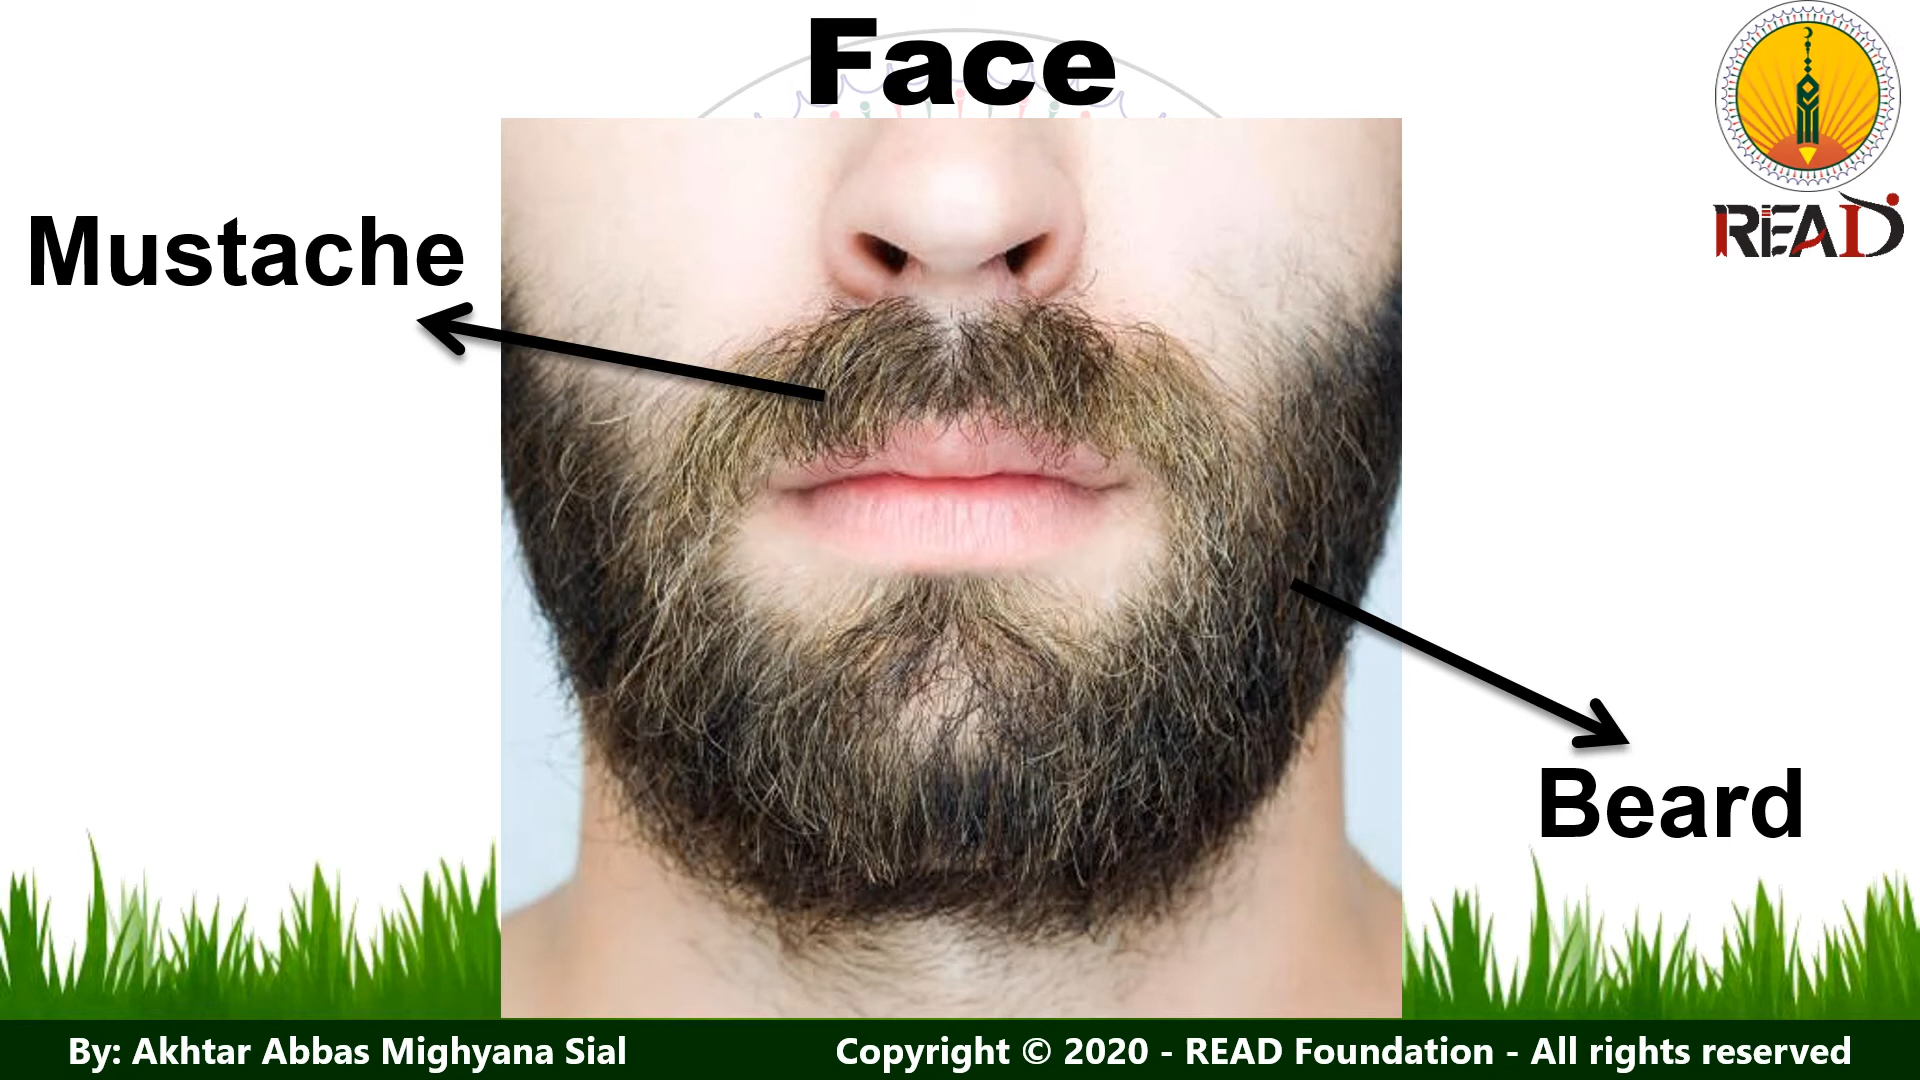 Face
Mustache
READ
Beard
By: Akhtar Abbas Mighyana Sial
Copyright © 2020 - READ Foundation - All rights reserved